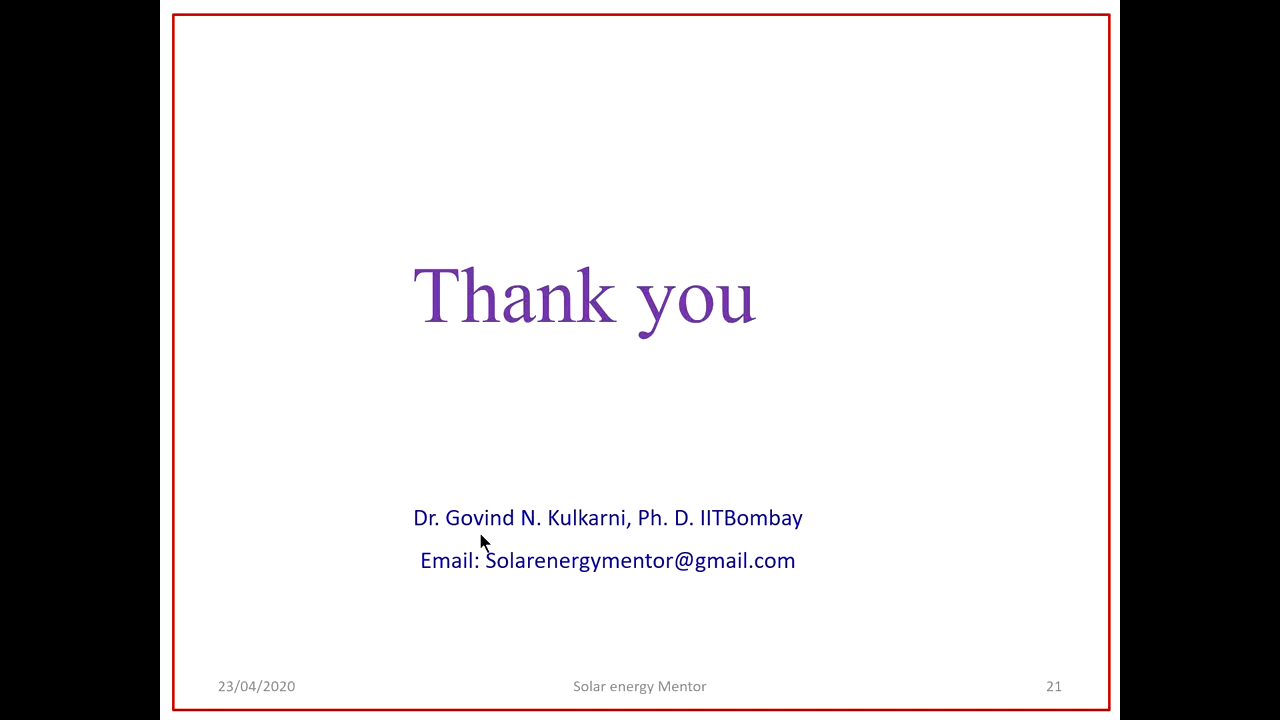 Thank you
Dr. Govind N. Kulkarni, Ph. D. IITBombay
Email: Solarenergymentor@gmail.com
23/04/2020
Solar energy Mentor
21